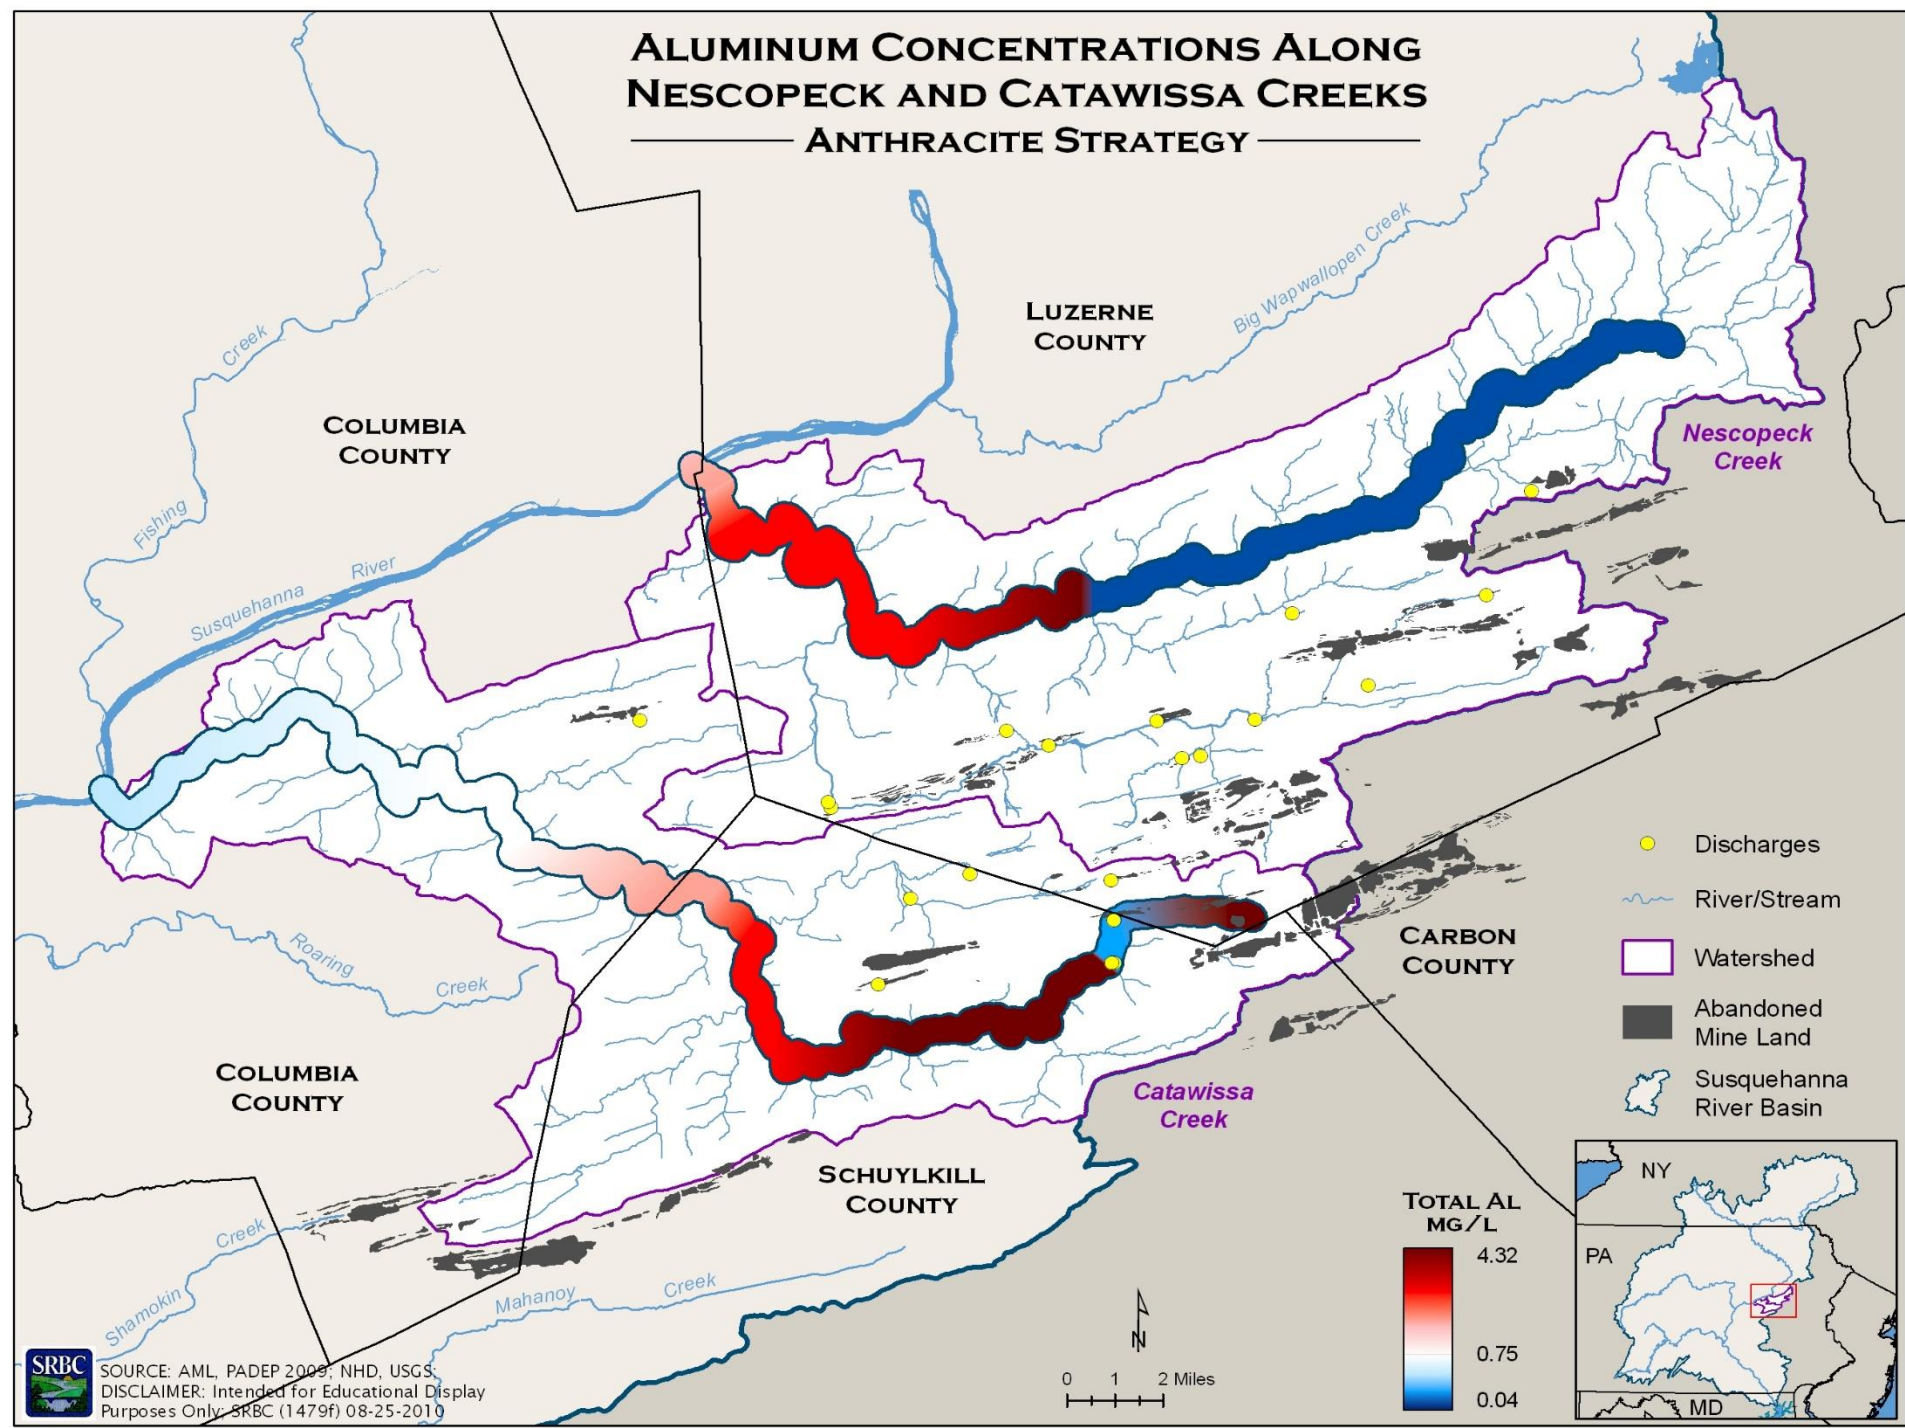 ALUMINUM CONCENTRATIONS ALONG
NESCOPECK AND CATAWISSA CREEKS
ANTHRACITE STRATEGY
LUZERNE
COUNTY
Big Wapwallopen Creek
Creek
Fishing
COLUMBIA
COUNTY
Nescopeck
Creek
Susquehanna
River
Roaring
Creek
CARBON
COUNTY
COLUMBIA
COUNTY
Catawissa
Creek
SCHUYLKILL
COUNTY
Shamokin
Creek
Mahanoy
Creek
Discharges
River/Stream
Watershed
Abandoned
Mine Land
Susquehanna
River Basin
TOTAL AL
MG/L
4.32
0.75
0.04
N
0 1 2 Miles
NY
PA
MD
SRBC
SOURCE: AML, PADEP 2009; NHD, USGS;
DISCLAIMER: Intended for Educational Display
Purposes Only; SRBC (1479f) 08-25-2010